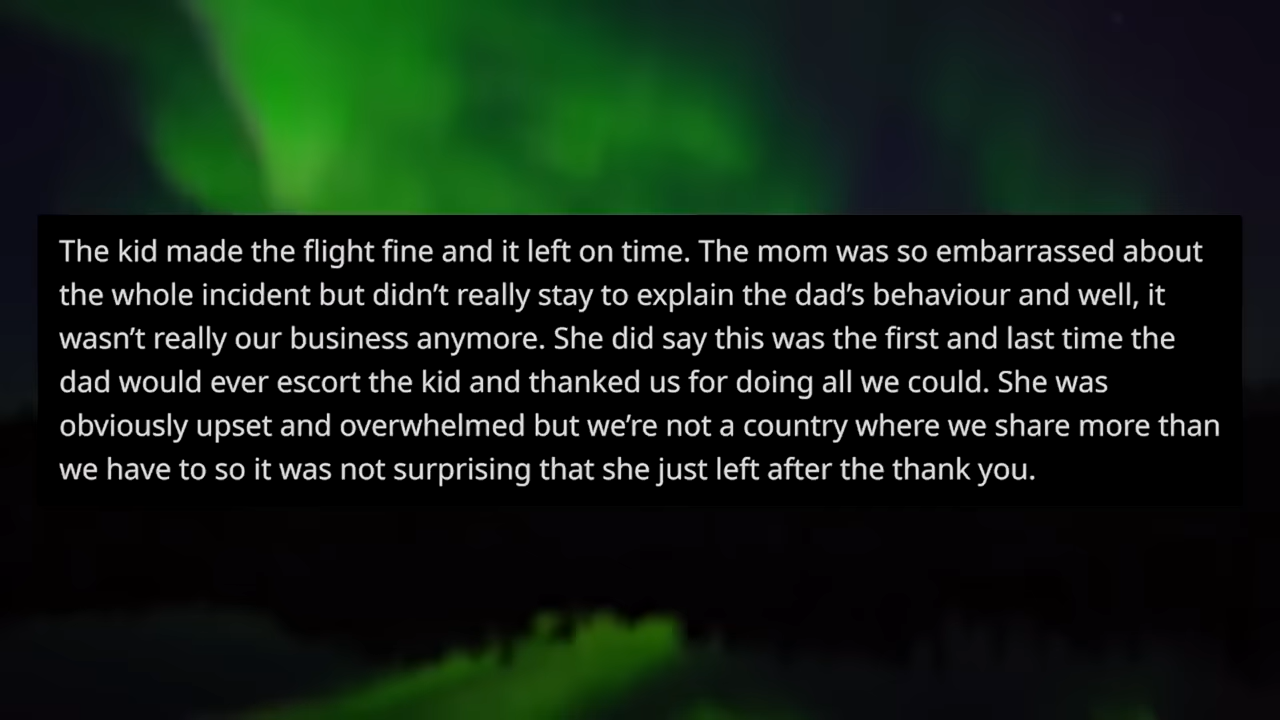 The kid made the flight fine and it left on time. The mom was so embarrassed about
the whole incident but didn’t really stay to explain the dad’s behaviour and well, it
wasn’t really our business anymore. She did say this was the first and last time the
dad would ever escort the kid and thanked us for doing all we could. She was
obviously upset and overwhelmed but we’re not a country where we share more than
we have to so it was not surprising that she just left after the thank you.